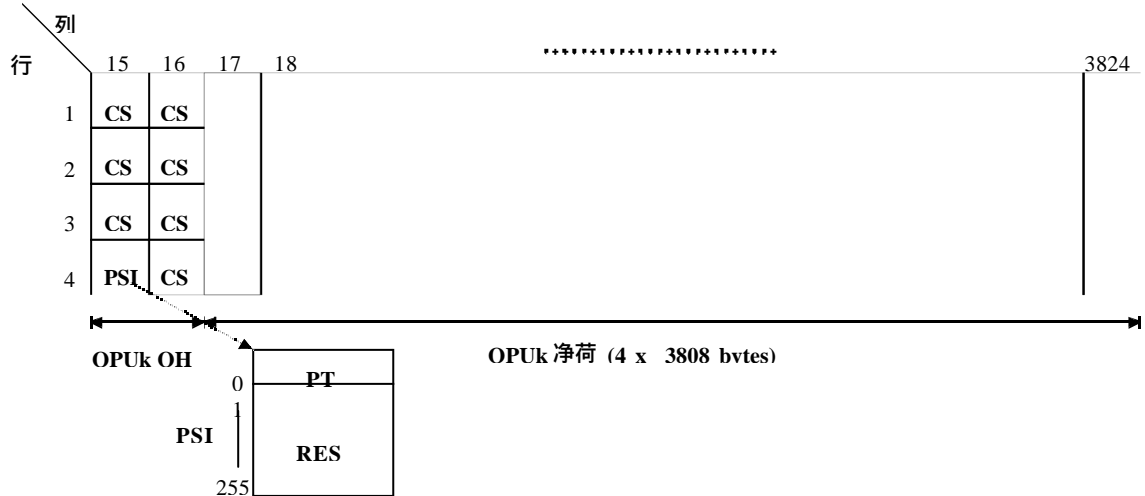 列
行 15 16 17 18 3824
1 CS CS
2 CS CS
3 CS CS
4 PSI CS
OPUk OH OPUk 净荷 (4 x 3808 bytes)
0 PT
1
PSI RES
255